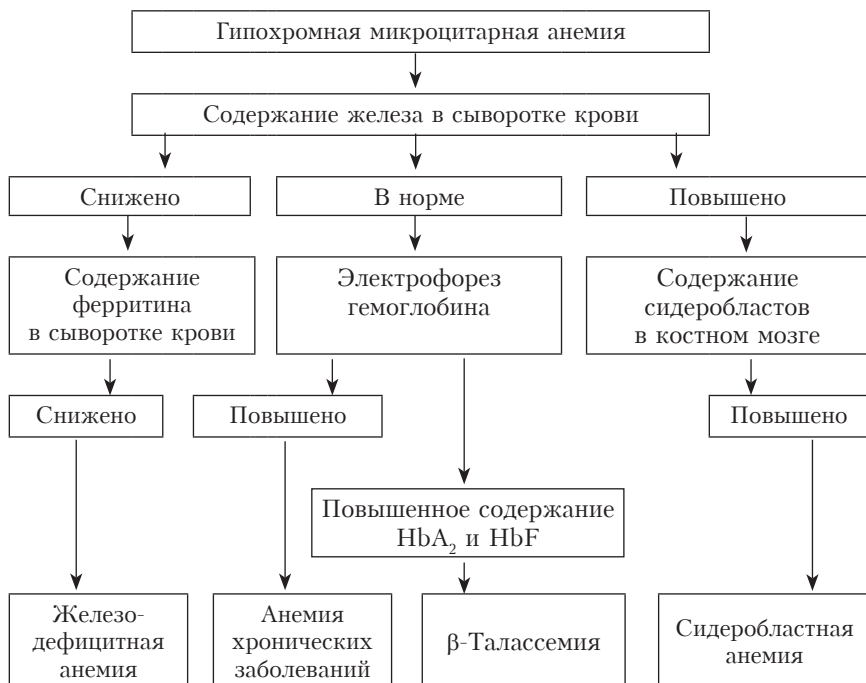 Гипохромная микроцитарная анемия
Содержание железа в сыворотке крови
Снижено
В норме
Повышено
Содержание
ферритина
в сыворотке крови
Электрофорез
гемоглобина
Содержание
сидеробластов
в костном мозге
Снижено
Повышено
Повышено
Повышенное содержание
HbA₂ и HbF
Железо-
дефицитная
анемия
Анемия
хронических
заболеваний
β-Талассемия
Сидеробластная
анемия